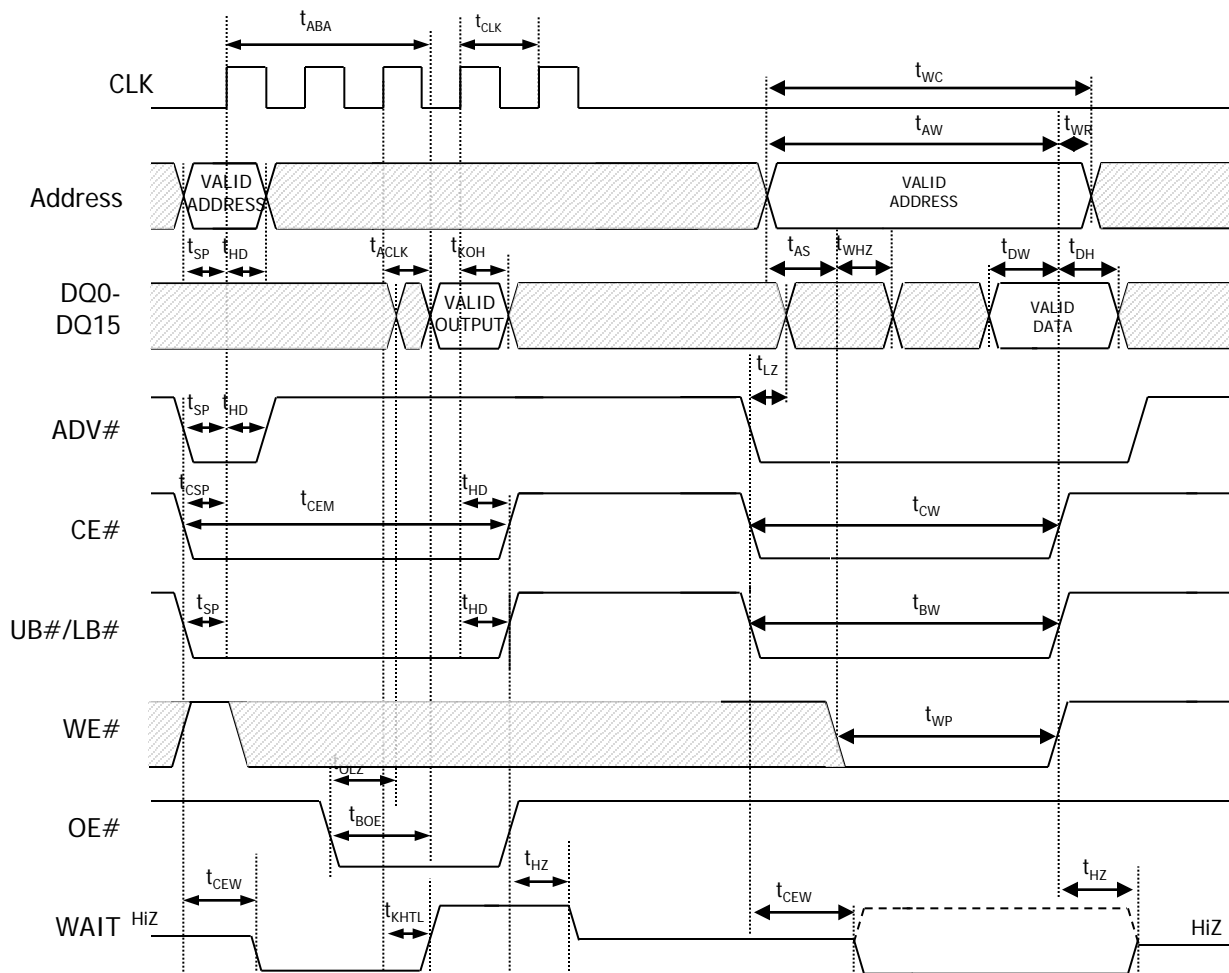 tABA tCLK
CLK
tWC
tAW tWR
Address
VALID ADDRESS
VALID ADDRESS
tSP tHD tACLK tKOH tAS tWHZ tDW tDH
DQ0-
DQ15
VALID OUTPUT
VALID DATA
tLZ
ADV#
tSP tHD
CE#
tCSP tCEM tHD tCW
UB#/LB#
tSP tHD tBW
WE#
tWP
tOLZ
OE#
tBOE
tHZ tHZ
tCEW tCEW
WAIT HiZ tKHTL HiZ